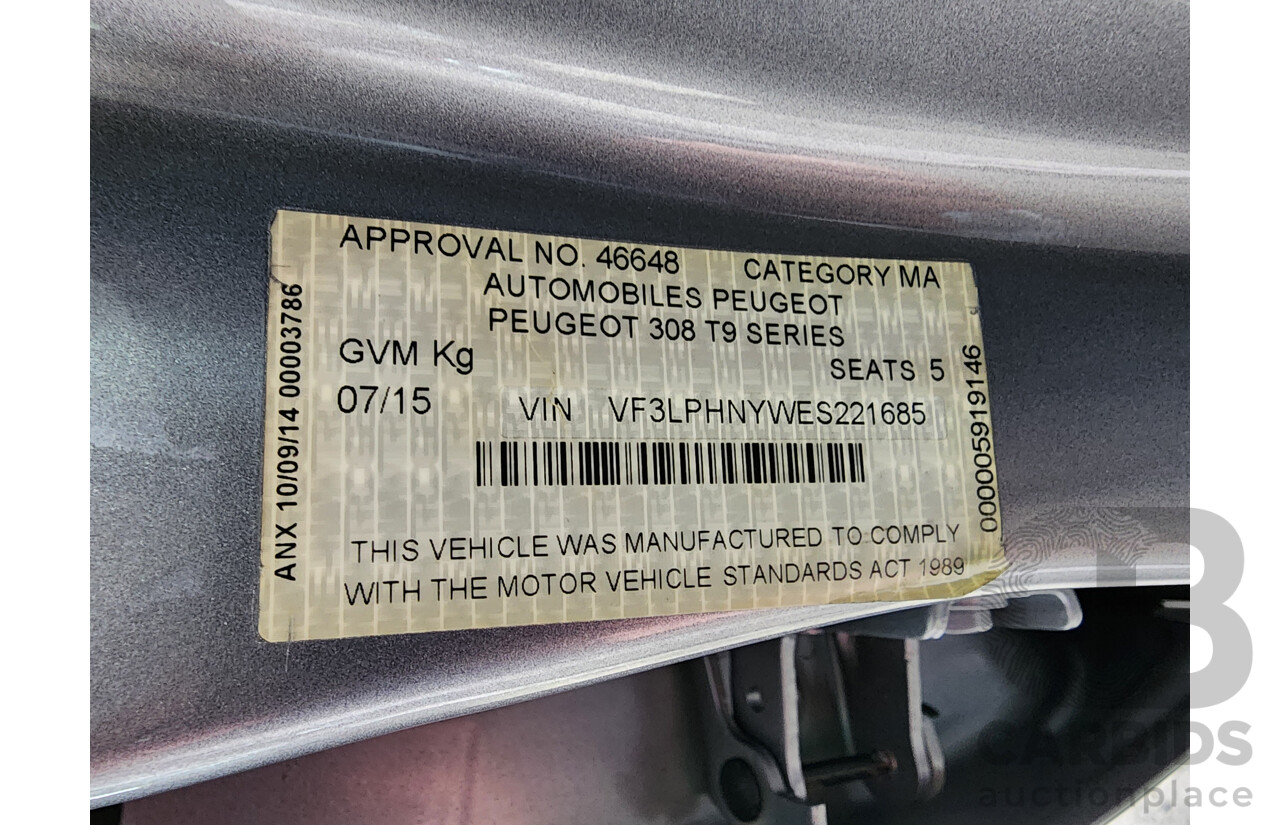 APPROVAL NO. 46648 CATEGORY MA
AUTOMOBILES PEUGEOT
PEUGEOT 308 T9 SERIES
GVM Kg SEATS 5
07/15 VIN VF3LPHNYWES221685
THIS VEHICLE WAS MANUFACTURED TO COMPLY
WITH THE MOTOR VEHICLE STANDARDS ACT 1989
ANX 10/09/14 00003786
0000059191​46
B
CARBIDS
auctionplace